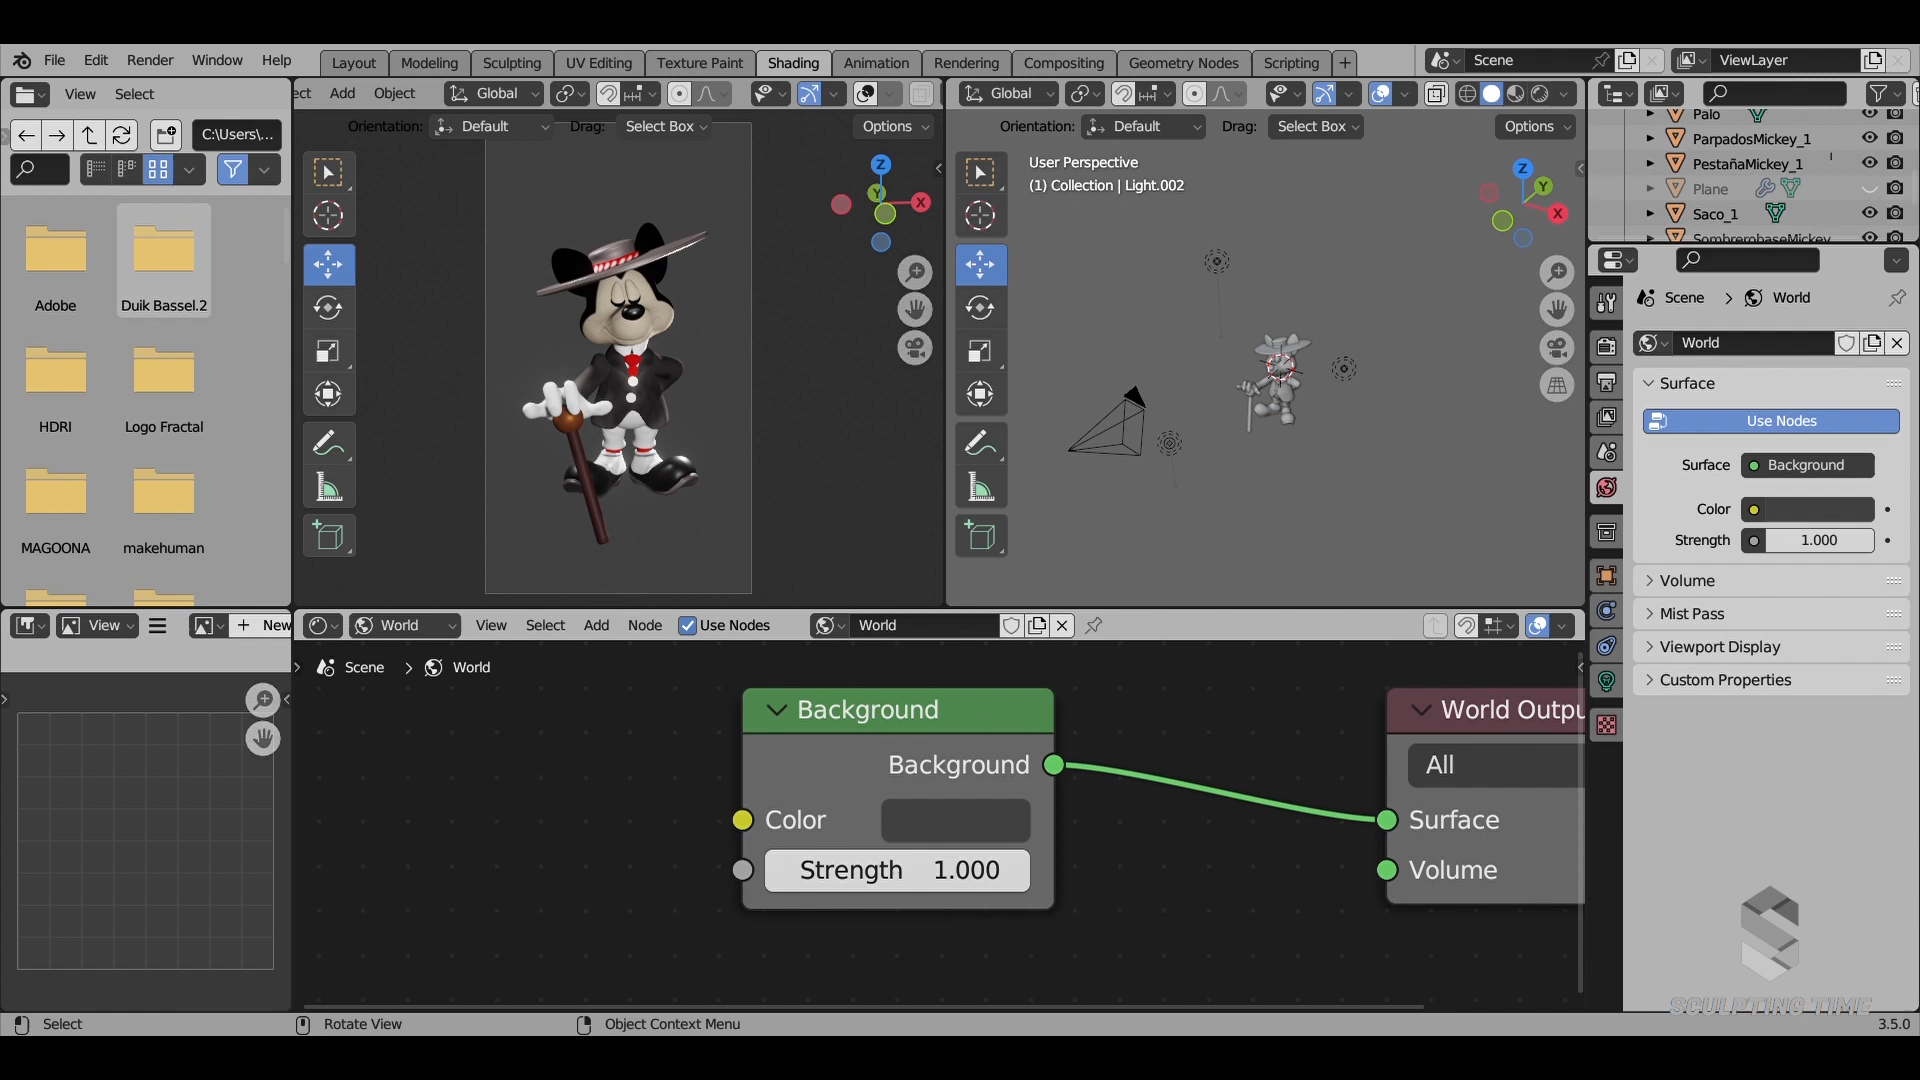 File Edit Render Window Help
Layout Modeling Sculpting UV Editing Texture Paint Shading Animation Rendering Compositing Geometry Nodes Scripting +
Scene
ViewLayer
View Select
ect Add Object Global
Global
C:\Users\...
Orientation: Default Drag: Select Box Options
Orientation: Default Drag: Select Box Options
User Perspective
(1) Collection | Light.002
Z
Y
X
Z
Y
X
Palo
ParpadosMickey_1
PestañaMickey_1
Plane
Saco_1
SombrerobaseMickey
Adobe
Duik Bassel.2
HDRI
Logo Fractal
MAGOONA
makehuman
Scene > World
World
Surface
Use Nodes
Surface Background
Color
Strength 1.000
Volume
Mist Pass
Viewport Display
Custom Properties
View
+ New
World View Select Add Node Use Nodes
World
Scene > World
Background
Background
Color
Strength 1.000
World Outpu
All
Surface
Volume
SCULPTING TIME
Select
Rotate View
Object Context Menu
3.5.0